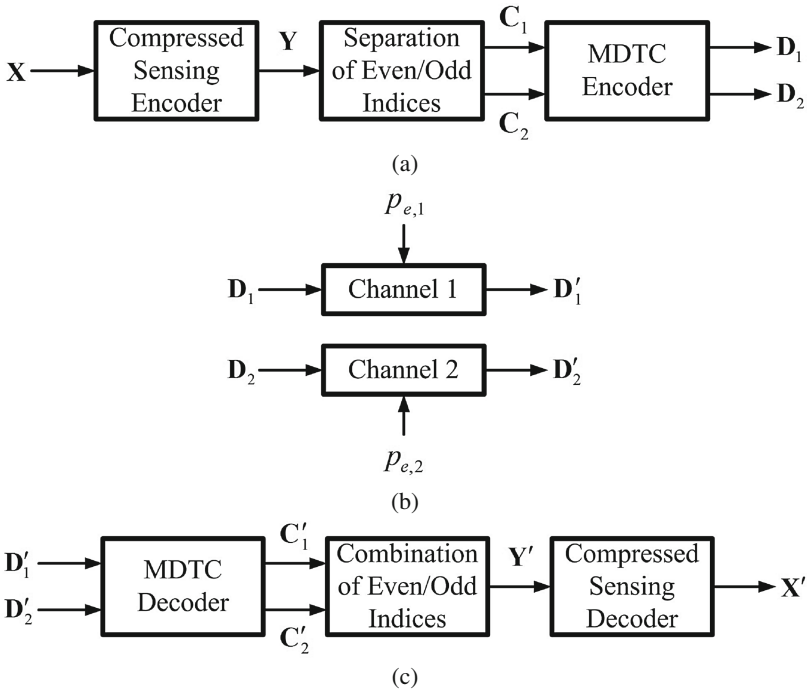 X
Compressed
Sensing
Encoder
Y
Separation
of Even/Odd
Indices
C₁
C₂
MDTC
Encoder
D₁
D₂
(a)
pₑ,₁
D₁
Channel 1
D′₁
D₂
Channel 2
D′₂
pₑ,₂
(b)
D′₁
D′₂
MDTC
Decoder
C′₁
C′₂
Combination
of Even/Odd
Indices
Y′
Compressed
Sensing
Decoder
X′
(c)